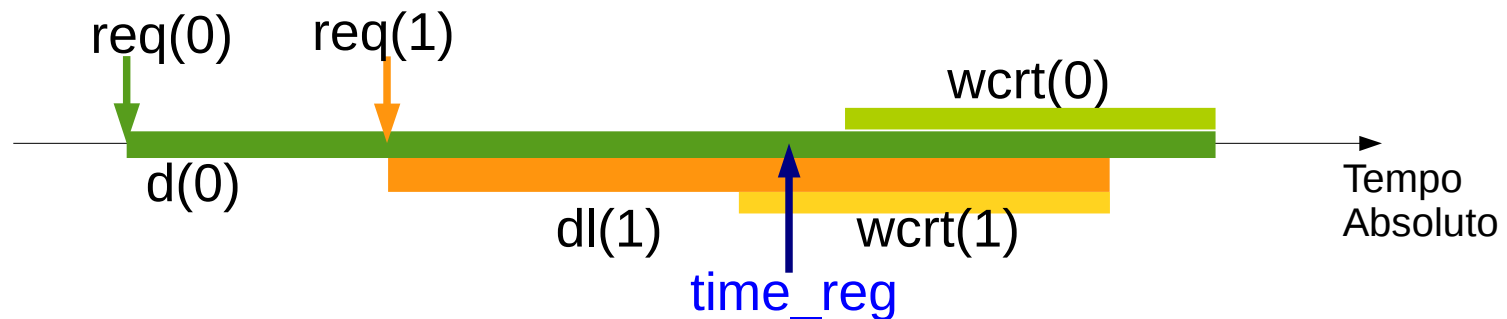 req(0)
req(1)
wcrt(0)
d(0)
dl(1)
wcrt(1)
Tempo
Absoluto
time_reg